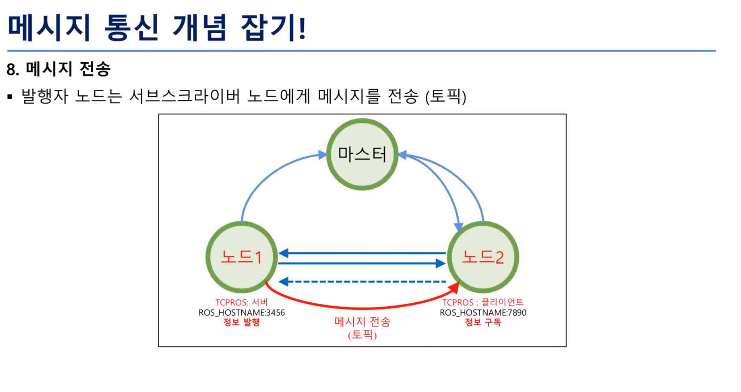 메시지 통신 개념 잡기!
8. 메시지 전송
▪ 발행자 노드는 서브스크라이버 노드에게 메시지를 전송 (토픽)
마스터
노드1
노드2
TCPROS: 서버
ROS_HOSTNAME:3456
정보 발행
메시지 전송
(토픽)
TCPROS : 클라이언트
ROS_HOSTNAME:7890
정보 구독